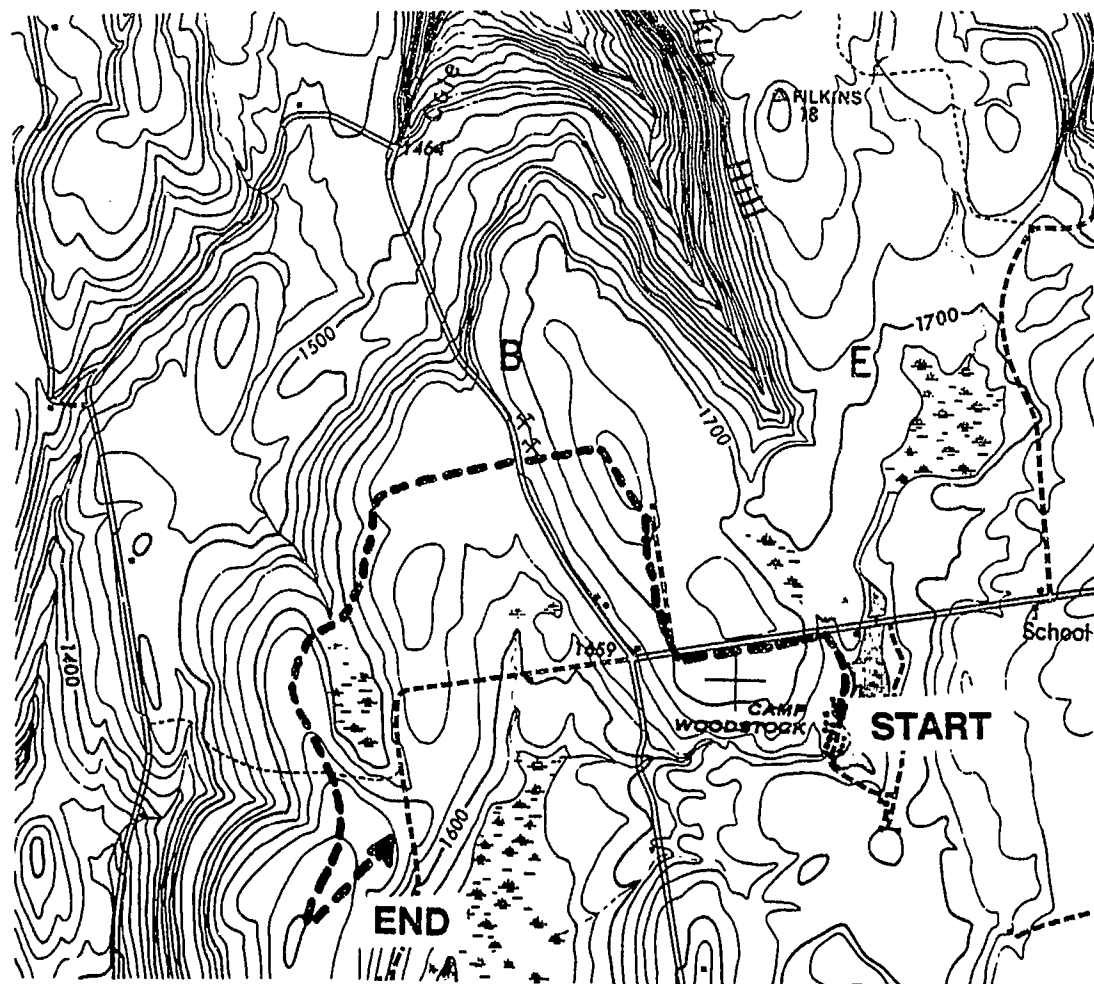 FILKINS
18
1464
1500
B
E
1700
1700
1400
1659
School
CAMP
WOODSTOCK
START
1600
END